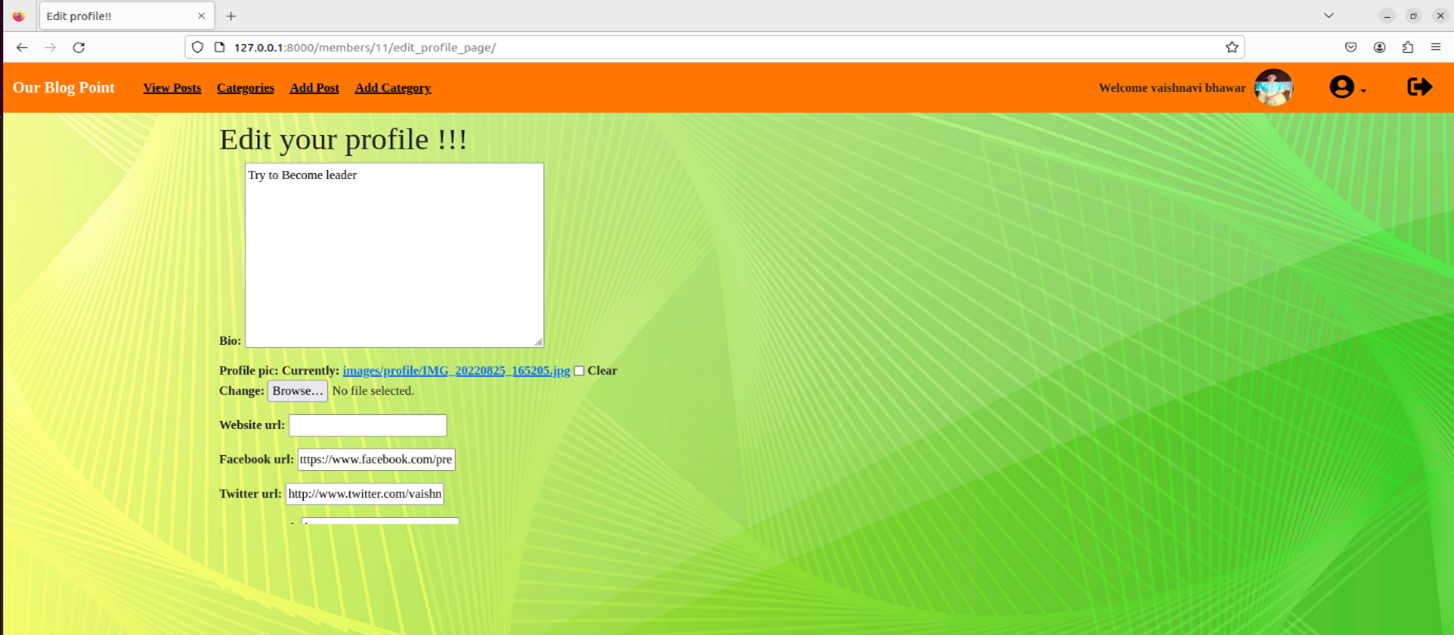 Edit profile!!
127.0.0.1:8000/members/11/edit_profile_page/
Our Blog Point View Posts Categories Add Post Add Category Welcome vaishnavi bhawar
Edit your profile !!!
Try to Become leader
Bio:
Profile pic: Currently: images/profile/IMG_20220825_165205.jpg Clear
Change: Browse... No file selected.
Website url:
Facebook url: tttps://www.facebook.com/pre
Twitter url: http://www.twitter.com/vaishn